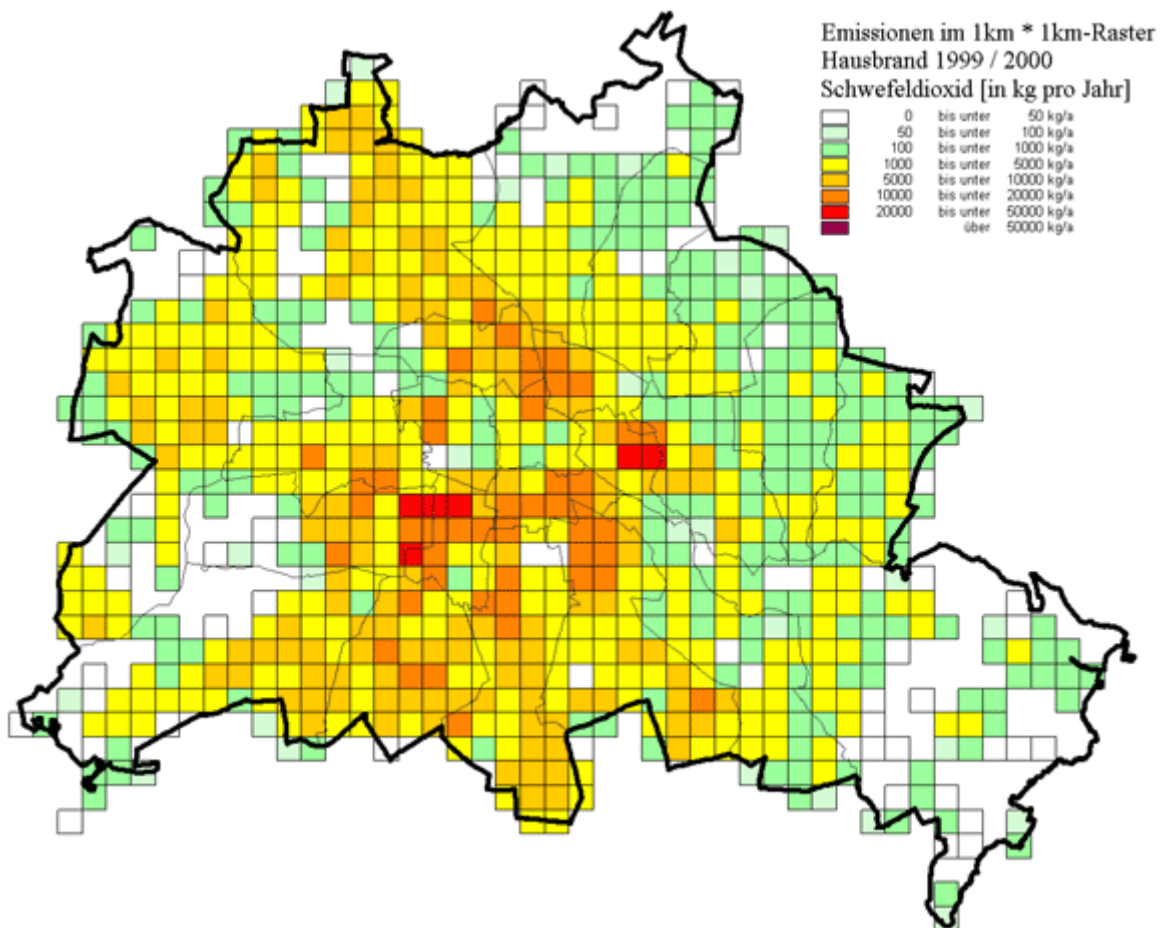 Emissionen im 1km * 1km-Raster
Hausbrand 1999 / 2000
Schwefeldioxid [in kg pro Jahr]
0 bis unter 50 kg/a
50 bis unter 100 kg/a
100 bis unter 1000 kg/a
1000 bis unter 5000 kg/a
5000 bis unter 10000 kg/a
10000 bis unter 20000 kg/a
20000 bis unter 50000 kg/a
über 50000 kg/a